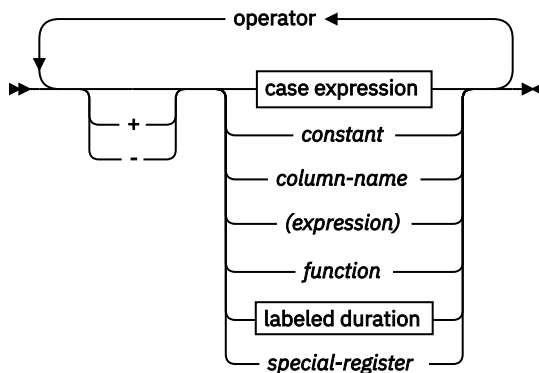 operator
case expression
+
constant
-
column-name
(expression)
function
labeled duration
special-register